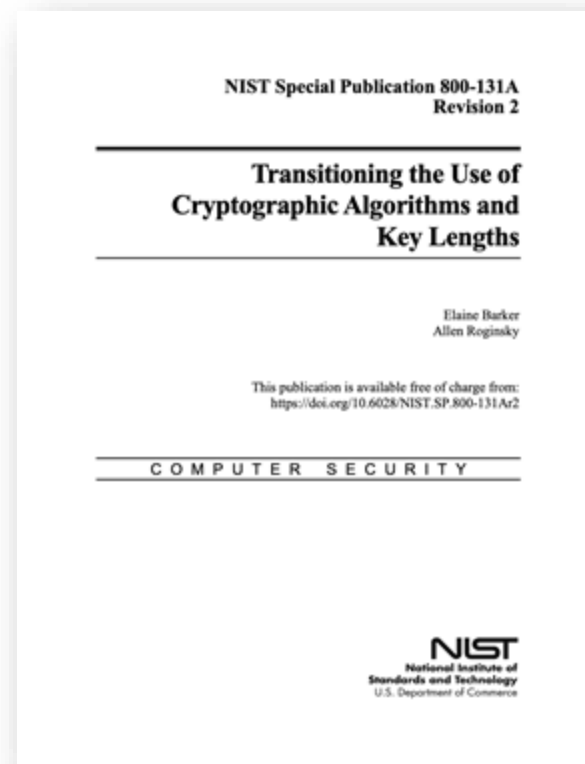 NIST Special Publication 800-131A
Revision 2
Transitioning the Use of
Cryptographic Algorithms and
Key Lengths
Elaine Barker
Allen Roginsky
This publication is available free of charge from:
https://doi.org/10.6028/NIST.SP.800-131Ar2
COMPUTER SECURITY
NIST
National Institute of
Standards and Technology
U.S. Department of Commerce